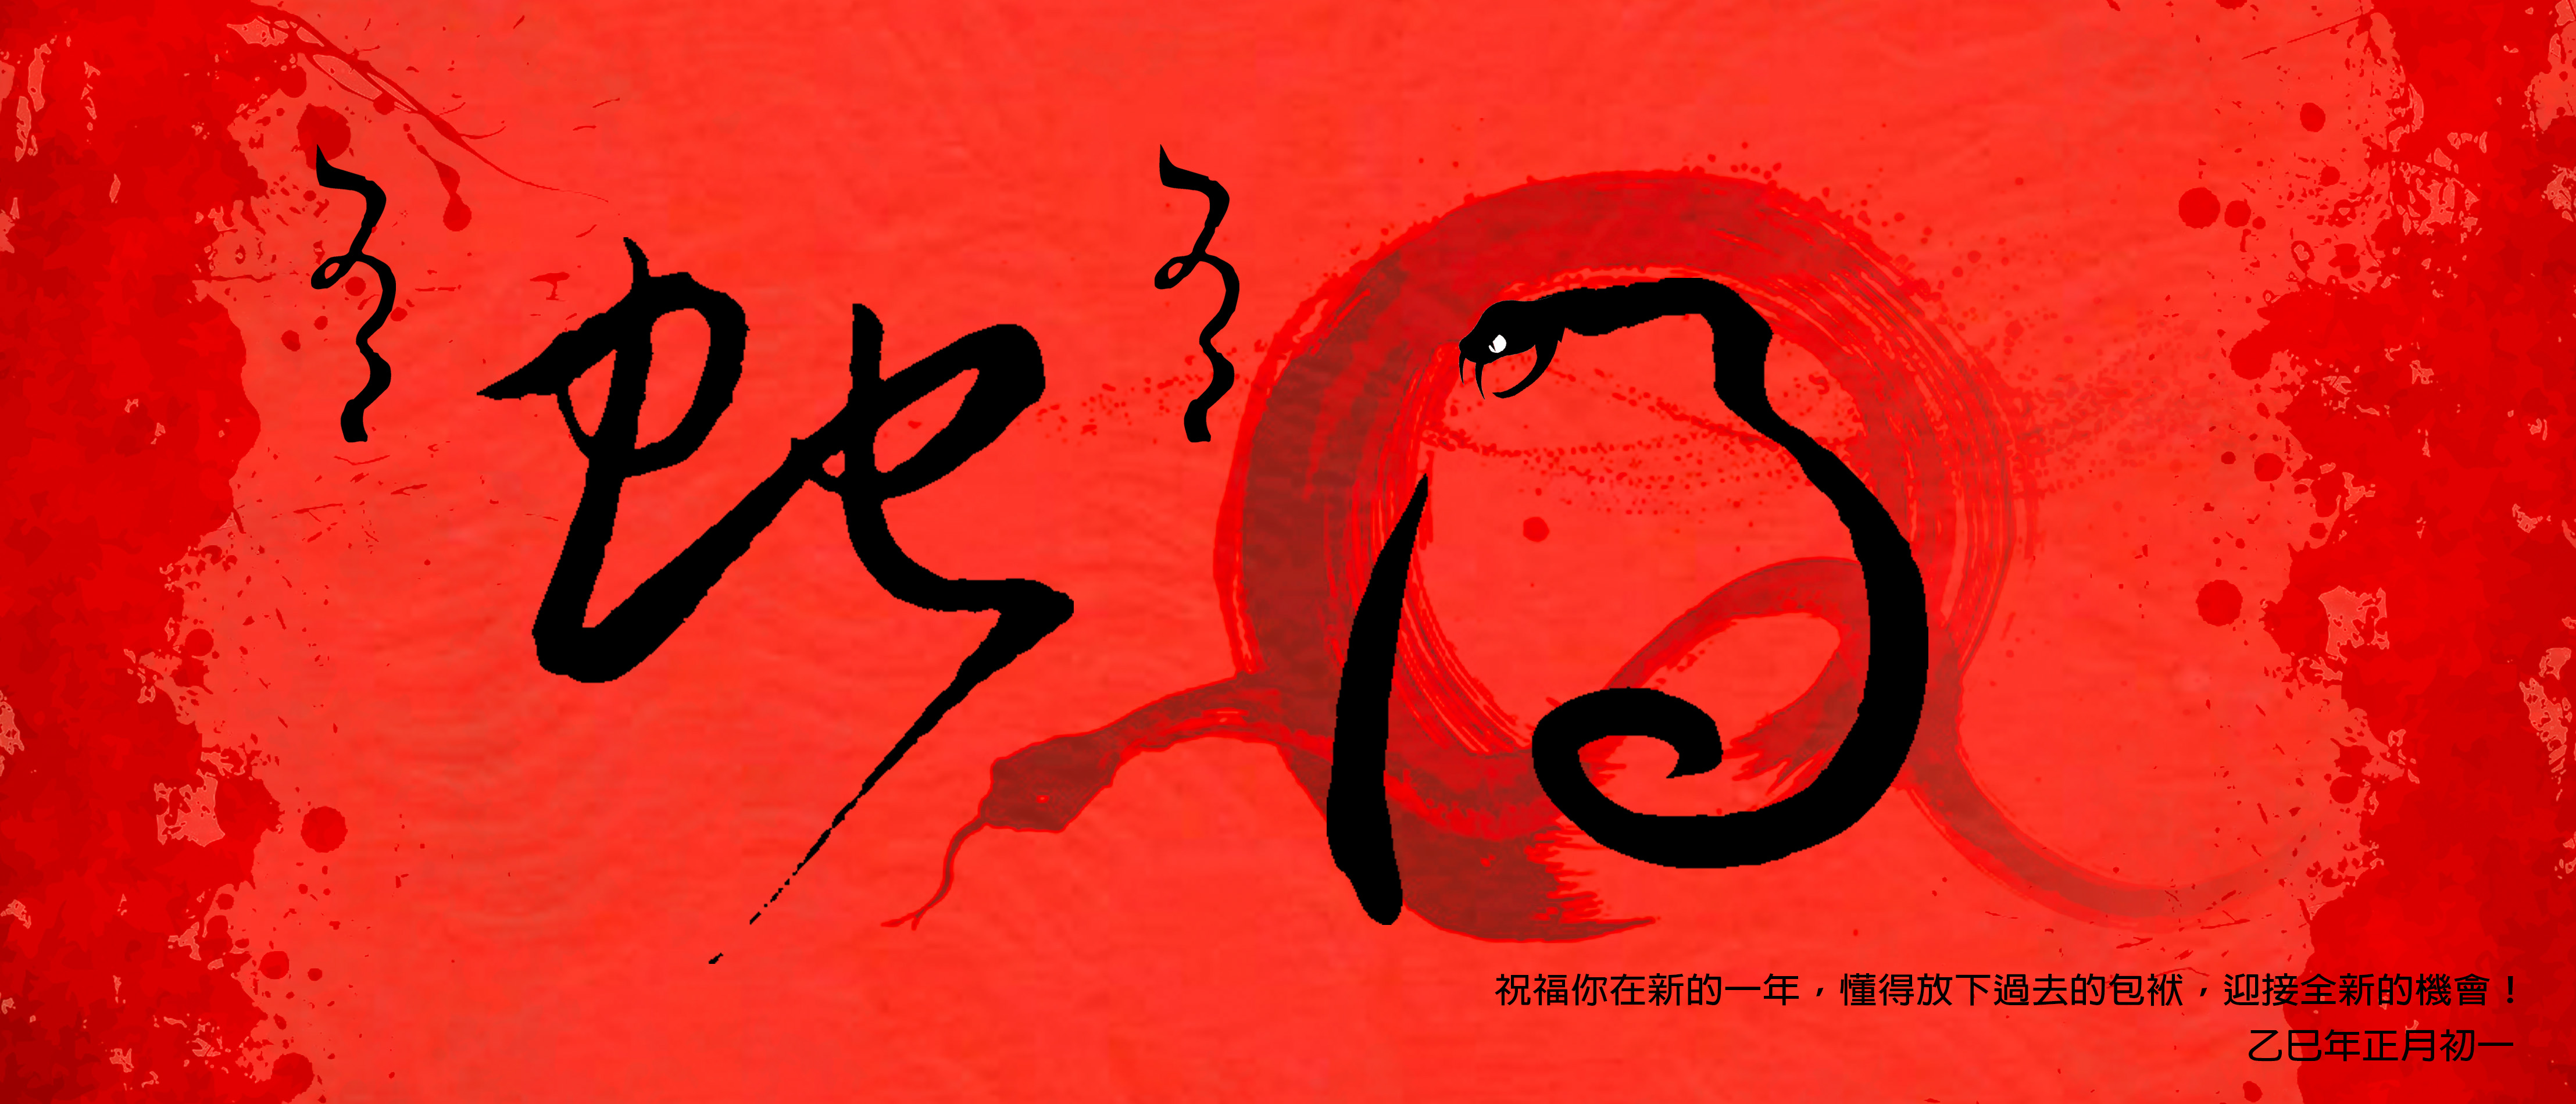 蛇
祝福你在新的一年，懂得放下過去的包袱，迎接全新的機會！
乙巳年正月初一